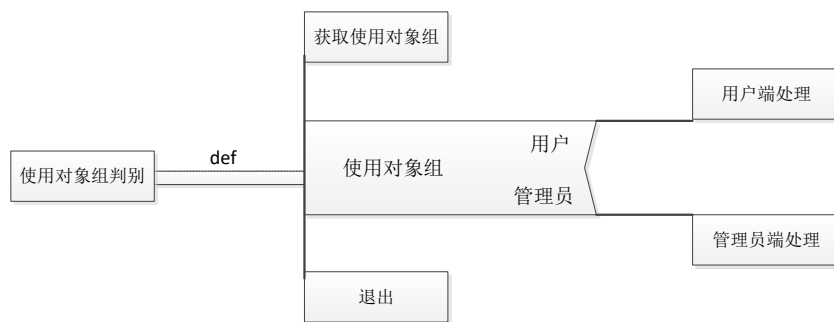 获取使用对象组
用户端处理
def
用户
使用对象组判别
使用对象组
管理员
管理员端处理
退出